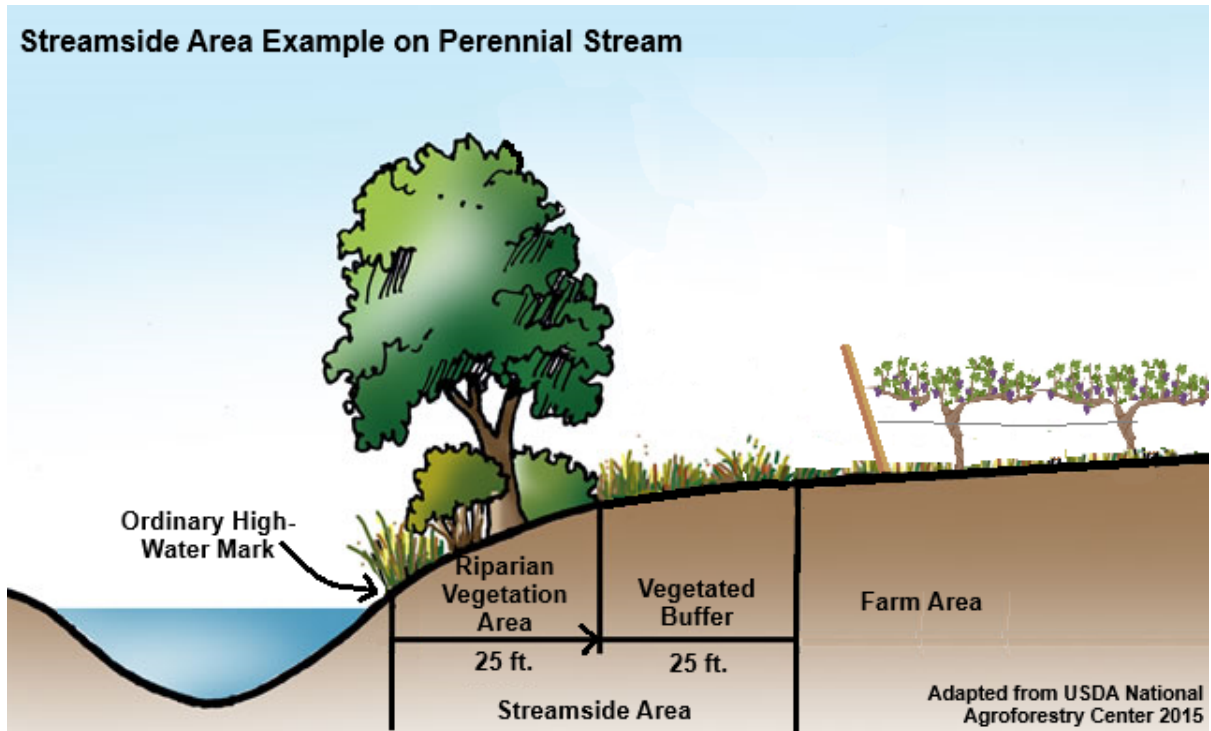 Streamside Area Example on Perennial Stream
Ordinary High-
Water Mark
Riparian
Vegetation
Area
Vegetated
Buffer
Farm Area
25 ft.
25 ft.
Streamside Area
Adapted from USDA National
Agroforestry Center 2015